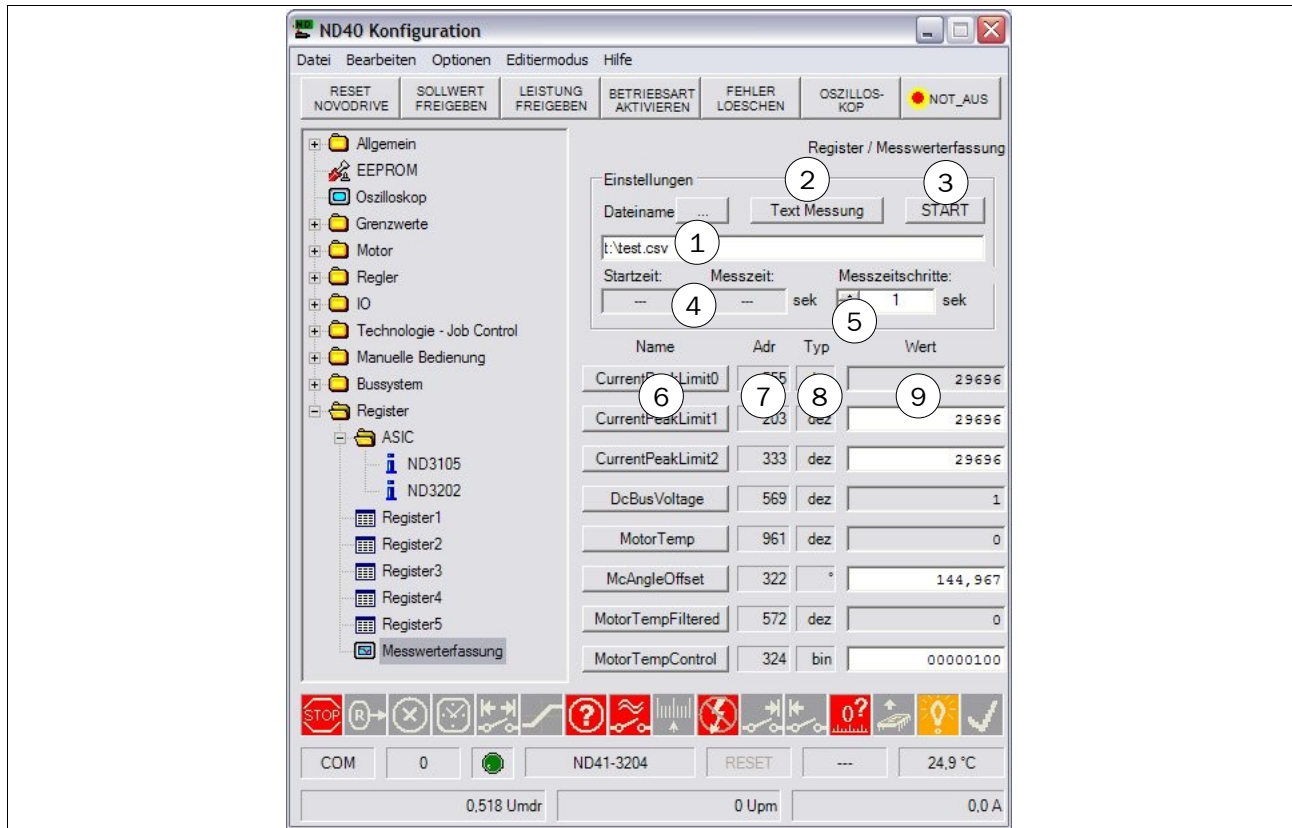 ND40 Konfiguration
Datei Bearbeiten Optionen Editiermodus Hilfe
RESET NOVODRIVE
SOLLWERT FREIGEBEN
LEISTUNG FREIGEBEN
BETRIEBSART AKTIVIEREN
FEHLER LOESCHEN
OSZILLOS-KOP
NOT_AUS
Allgemein
EEPROM
Oszilloskop
Grenzwerte
Motor
Regler
IO
Technologie - Job Control
Manuelle Bedienung
Bussystem
Register
ASIC
ND3105
ND3202
Register1
Register2
Register3
Register4
Register5
Messwerterfassung
Register / Messwerterfassung
Einstellungen
2
3
Dateiname ... Text Messung START
1
t:\test.csv
Startzeit: Messzeit: Messzeitschritte:
--- 4 --- sek 1 sek
5
Name Adr Typ Wert
CurrentPeakLimit0 29696
6 7 8 9
CurrentPeakLimit1 203 dez 29696
CurrentPeakLimit2 333 dez 29696
DcBusVoltage 569 dez 1
MotorTemp 961 dez 0
McAngleOffset 322 ° 144,967
MotorTempFiltered 572 dez 0
MotorTempControl 324 bin 00000100
STOP R ? 0?
COM 0 ND41-3204 RESET --- 24,9 °C
0,518 Umdr 0 Upm 0,0 A